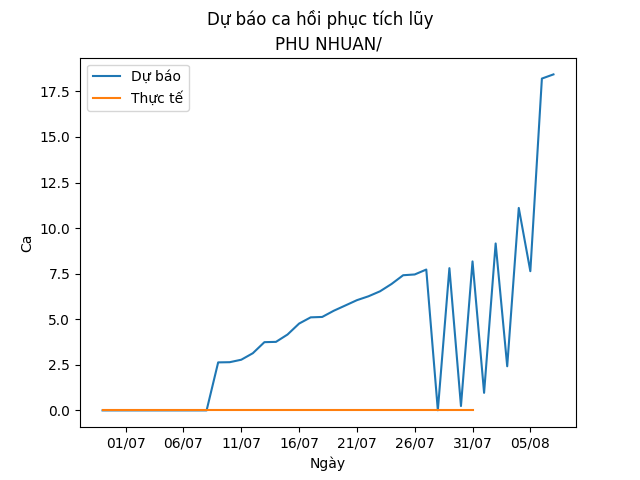 Dự báo ca hồi phục tích lũy
PHU NHUAN/
Dự báo
Thực tế
17.5
15.0
12.5
10.0
7.5
5.0
2.5
0.0
Ca
01/07 06/07 11/07 16/07 21/07 26/07 31/07 05/08
Ngày